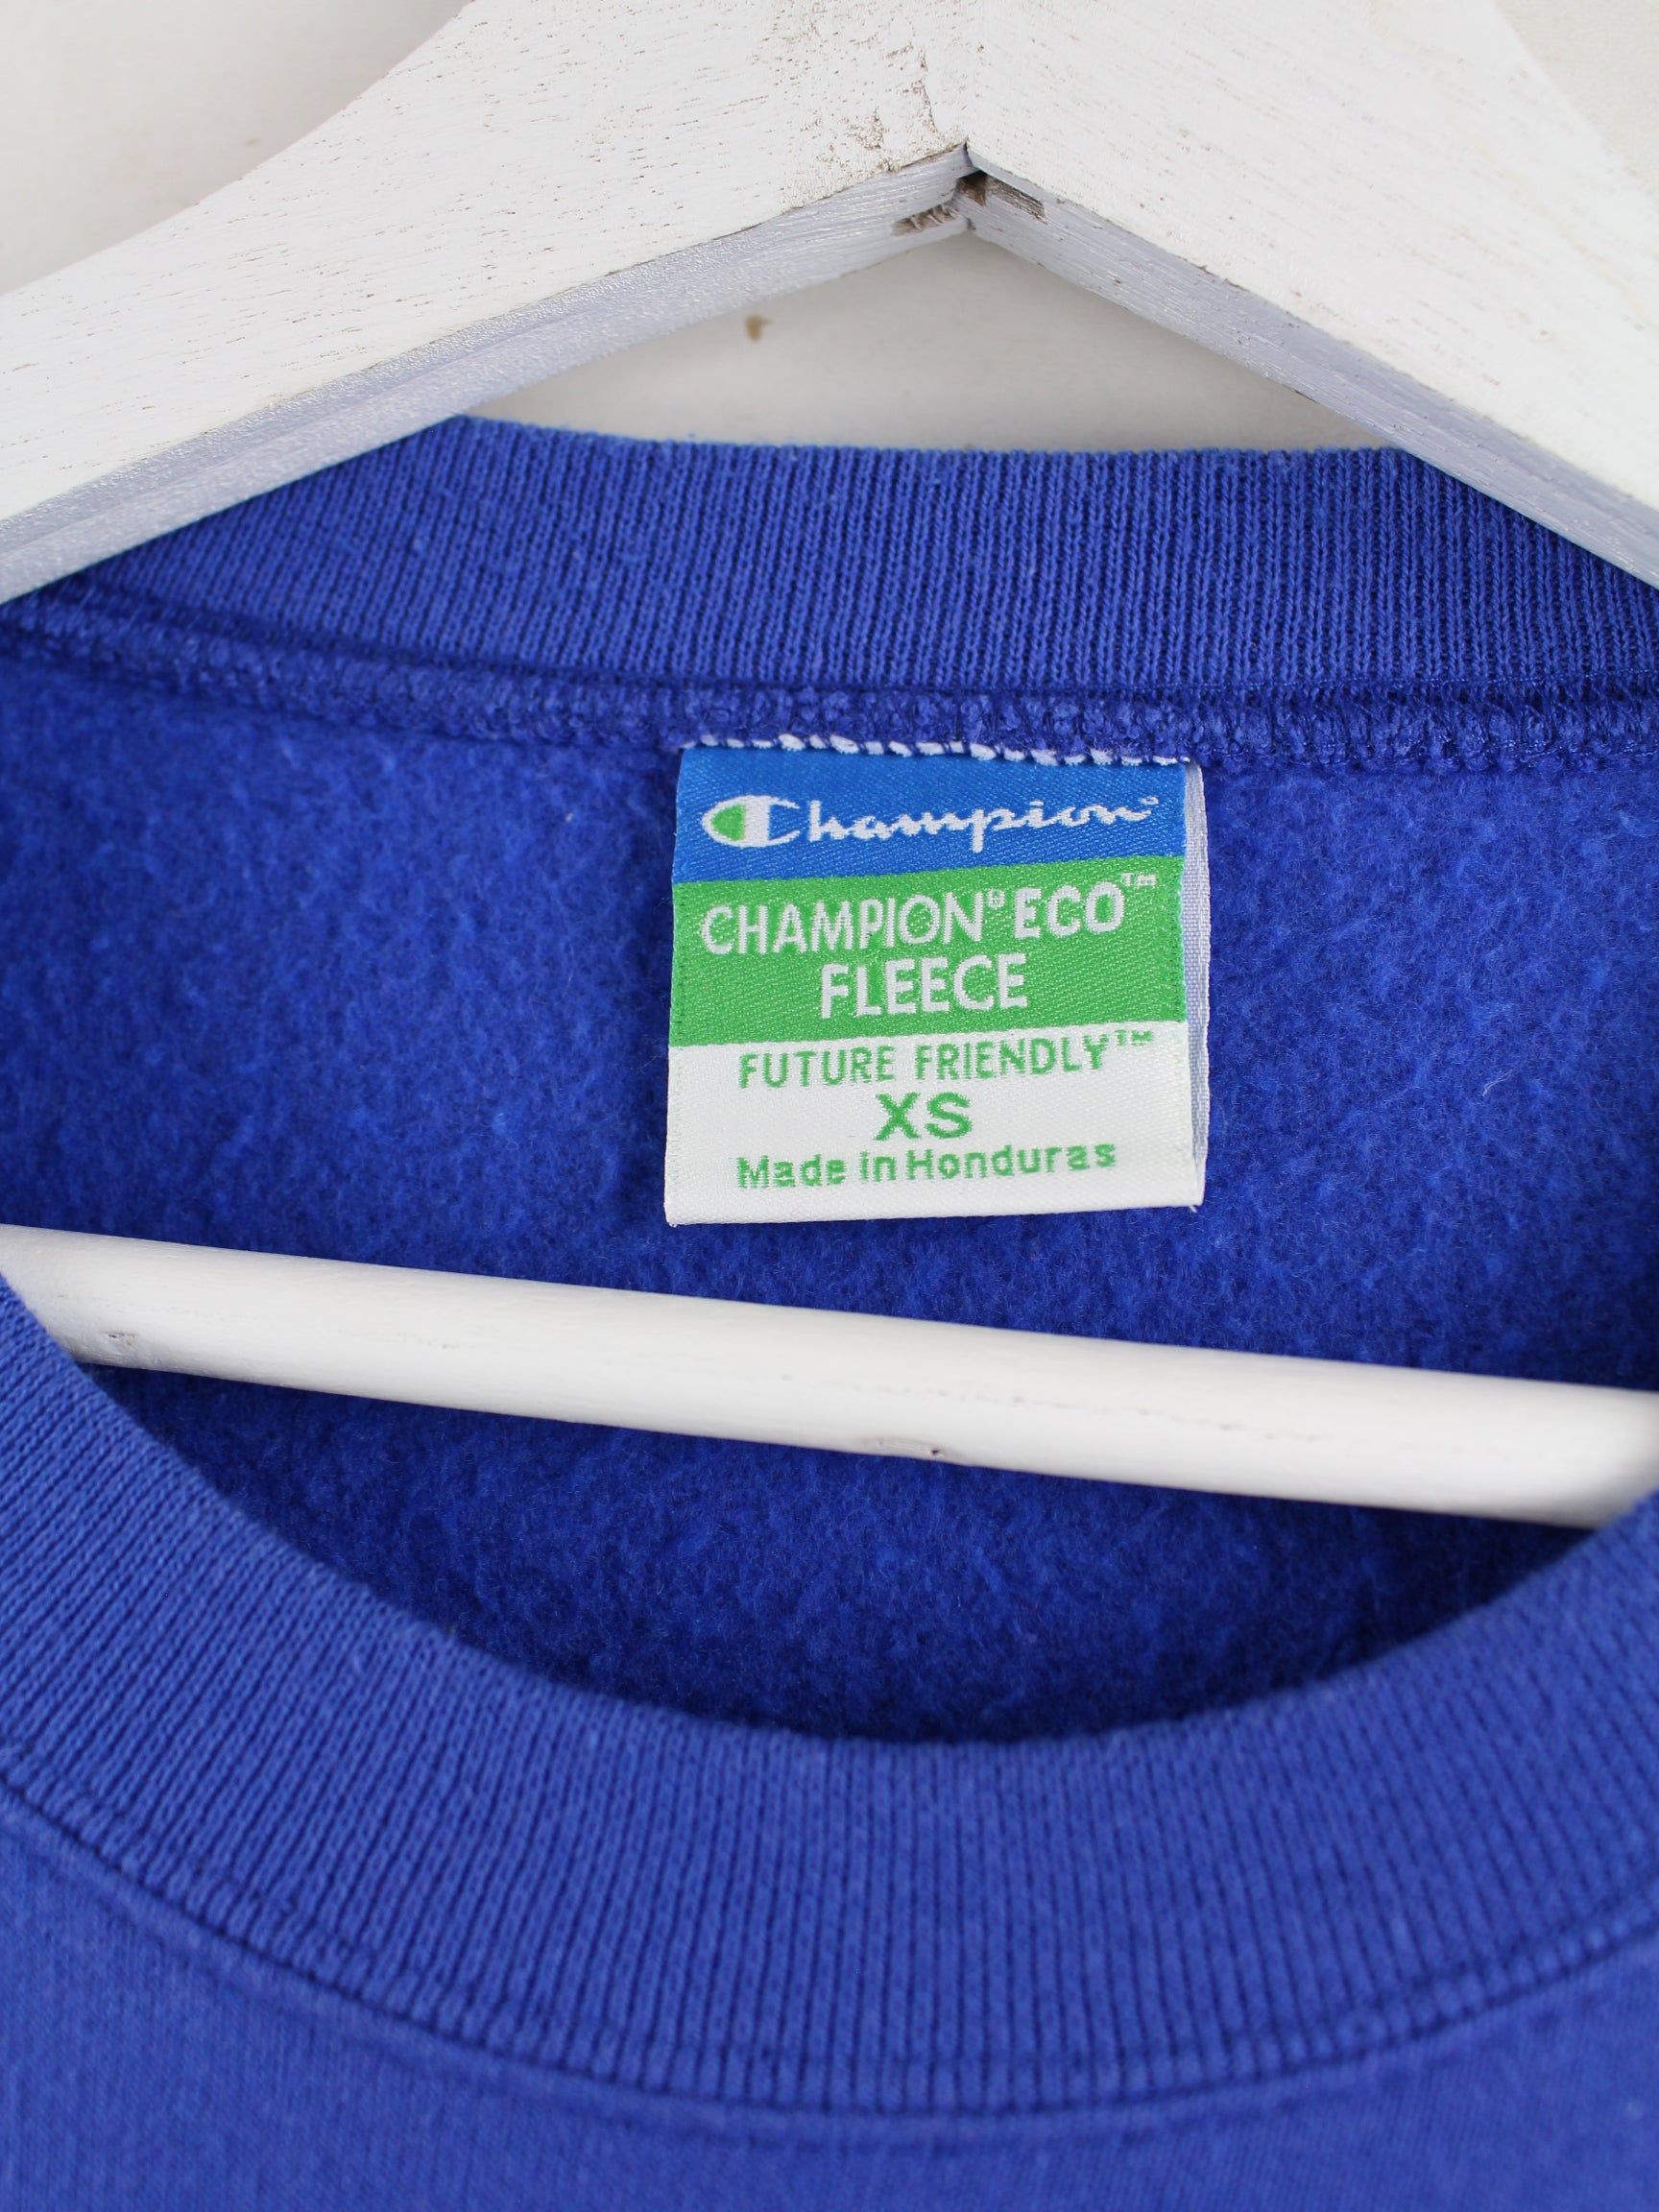 Champion®
CHAMPION® ECO™
FLEECE
FUTURE FRIENDLY™
XS
Made in Honduras